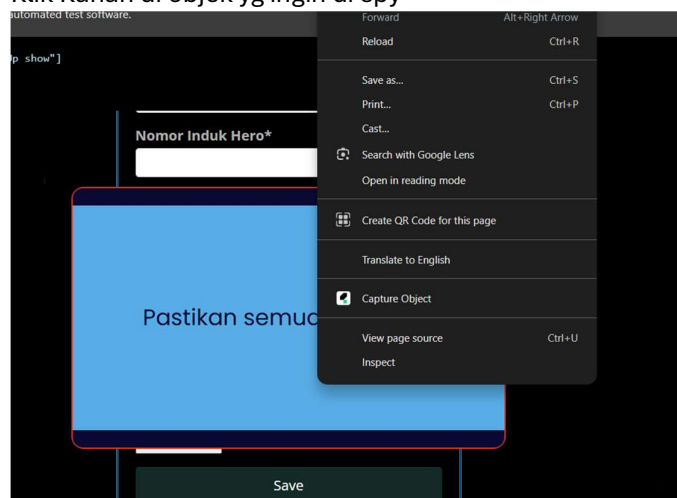 Klik Kanan di objek yg ingin di spy
automated test software.
Forward Alt+Right Arrow
Reload Ctrl+R
p show"]
Save as... Ctrl+S
Print... Ctrl+P
Cast...
Nomor Induk Hero*
Search with Google Lens
Open in reading mode
Create QR Code for this page
Translate to English
Capture Object
Pastikan semua
View page source Ctrl+U
Inspect
Save